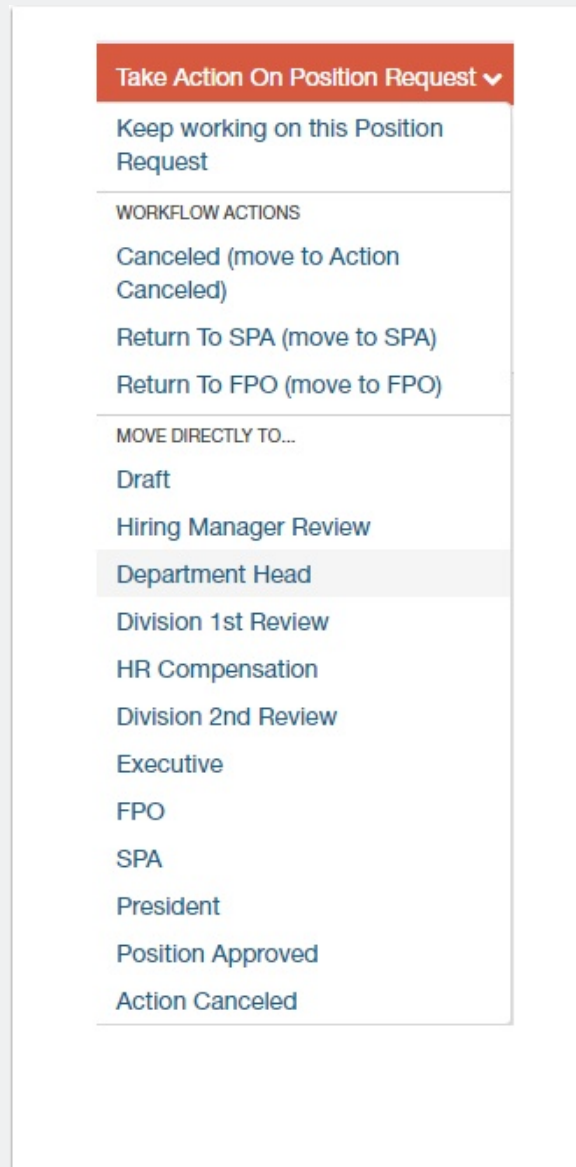 Take Action On Position Request
Keep working on this Position
Request
WORKFLOW ACTIONS
Canceled (move to Action
Canceled)
Return To SPA (move to SPA)
Return To FPO (move to FPO)
MOVE DIRECTLY TO...
Draft
Hiring Manager Review
Department Head
Division 1st Review
HR Compensation
Division 2nd Review
Executive
FPO
SPA
President
Position Approved
Action Canceled